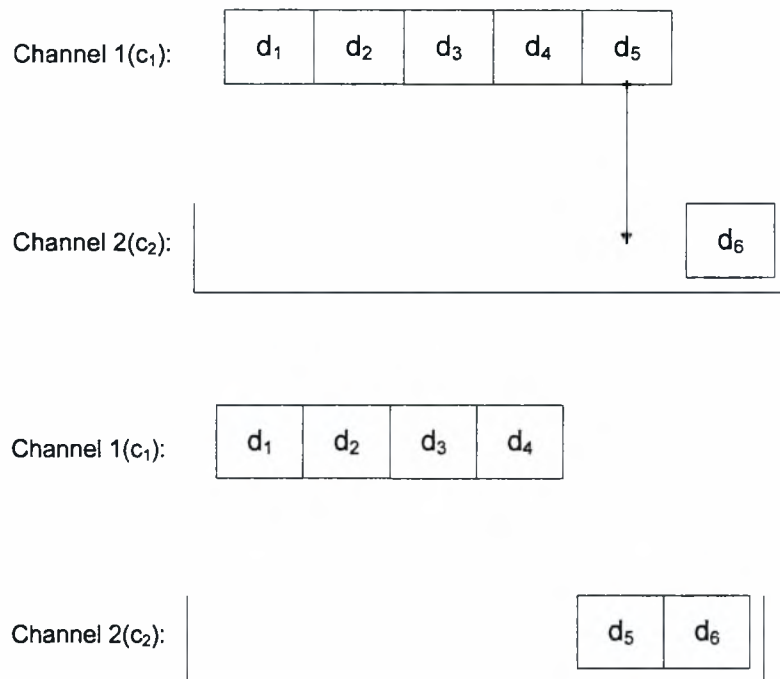 Channel 1(c₁): d₁ d₂ d₃ d₄ d₅
Channel 2(c₂): d₆
Channel 1(c₁): d₁ d₂ d₃ d₄
Channel 2(c₂): d₅ d₆